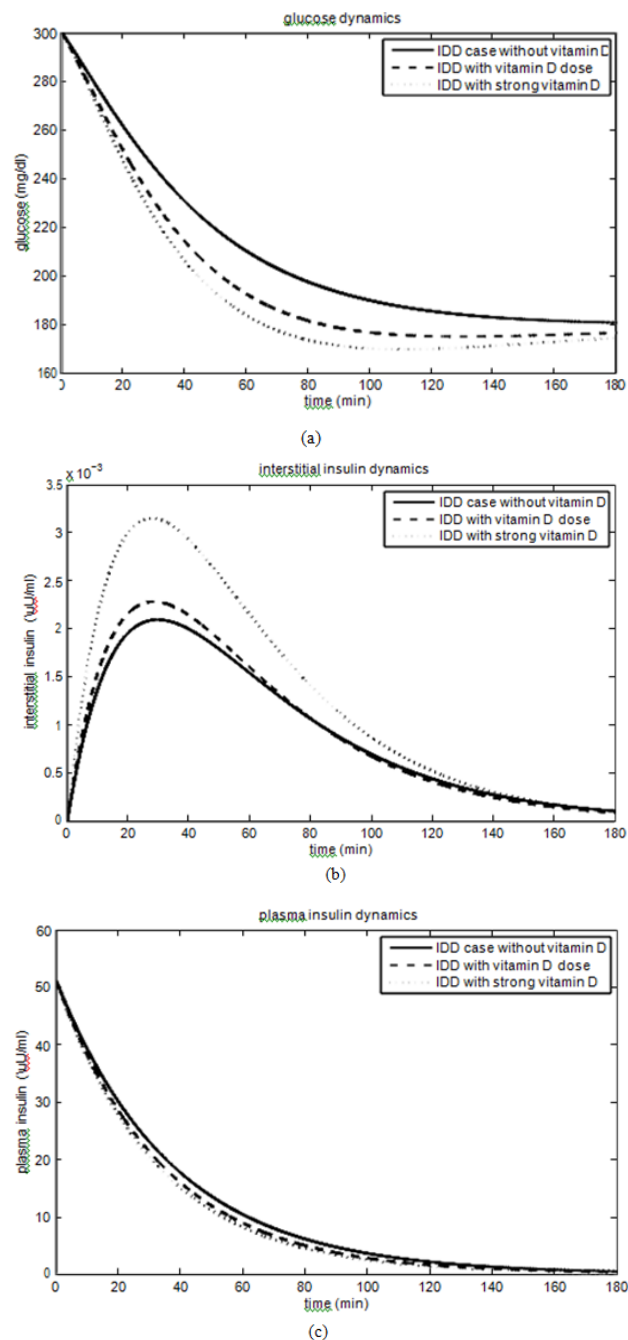 glucose dynamics
300
280
260
240
220
200
180
160
glucose (mg/dl)
IDD case without vitamin D
IDD with vitamin D dose
IDD with strong vitamin D
0 20 40 60 80 100 120 140 160 180
time (min)
(a)
x 10⁻³
interstitial insulin dynamics
3.5
3
2.5
2
1.5
1
0.5
0
interstitial insulin (\uU/ml)
IDD case without vitamin D
IDD with vitamin D dose
IDD with strong vitamin D
0 20 40 60 80 100 120 140 160 180
time (min)
(b)
plasma insulin dynamics
60
50
40
30
20
10
0
plasma insulin (\uU/ml)
IDD case without vitamin D
IDD with vitamin D dose
IDD with strong vitamin D
0 20 40 60 80 100 120 140 160 180
time (min)
(c)